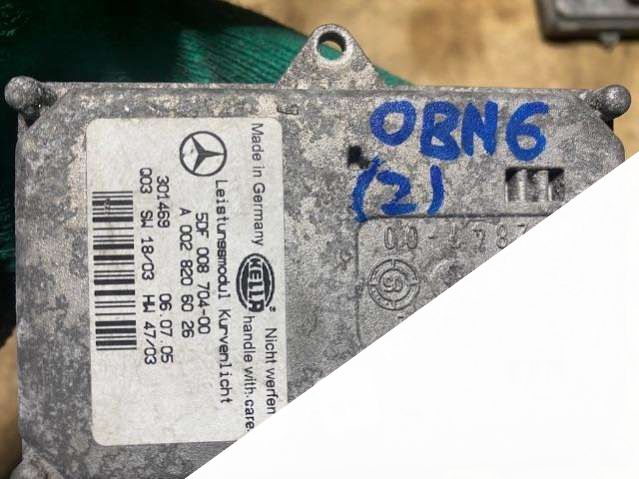 OBN6
(2)
Made in Germany
HELLA
Nicht werfen
handle with care
Leistungsmodul Kurvenlicht
5DF 008 704-00
A 002 820 60 26
301469 06.07.05
Q03 SW 18/03 HW 47/03